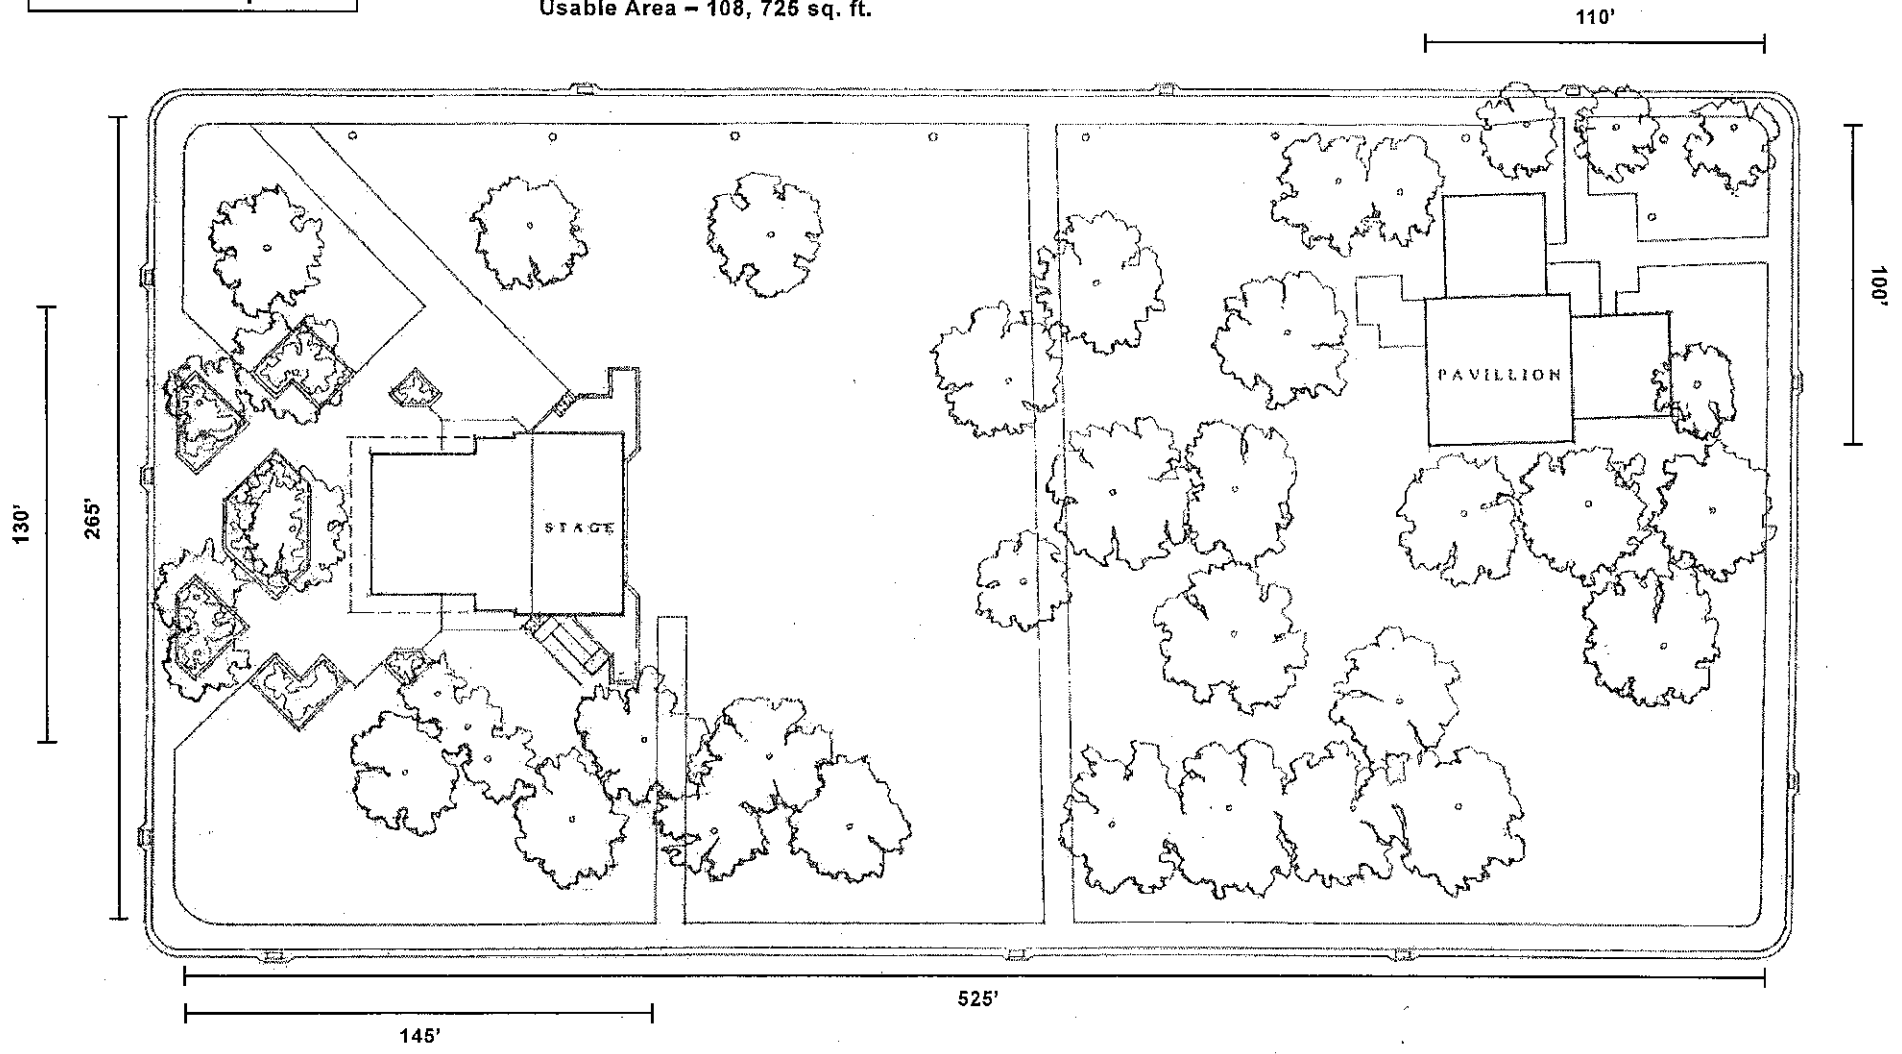 Usable Area – 108, 725 sq. ft.
110'
100'
PAVILLION
130'
265'
STAGE
525'
145'